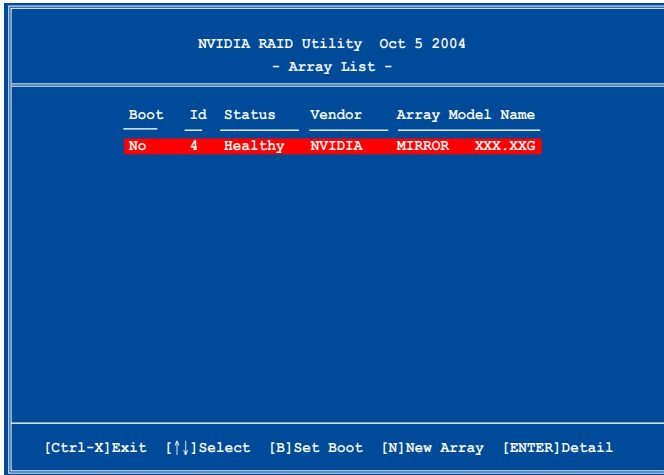 NVIDIA RAID Utility Oct 5 2004
- Array List -
Boot Id Status Vendor Array Model Name
No 4 Healthy NVIDIA MIRROR XXX.XXG
[Ctrl-X]Exit [↑↓]Select [B]Set Boot [N]New Array [ENTER]Detail